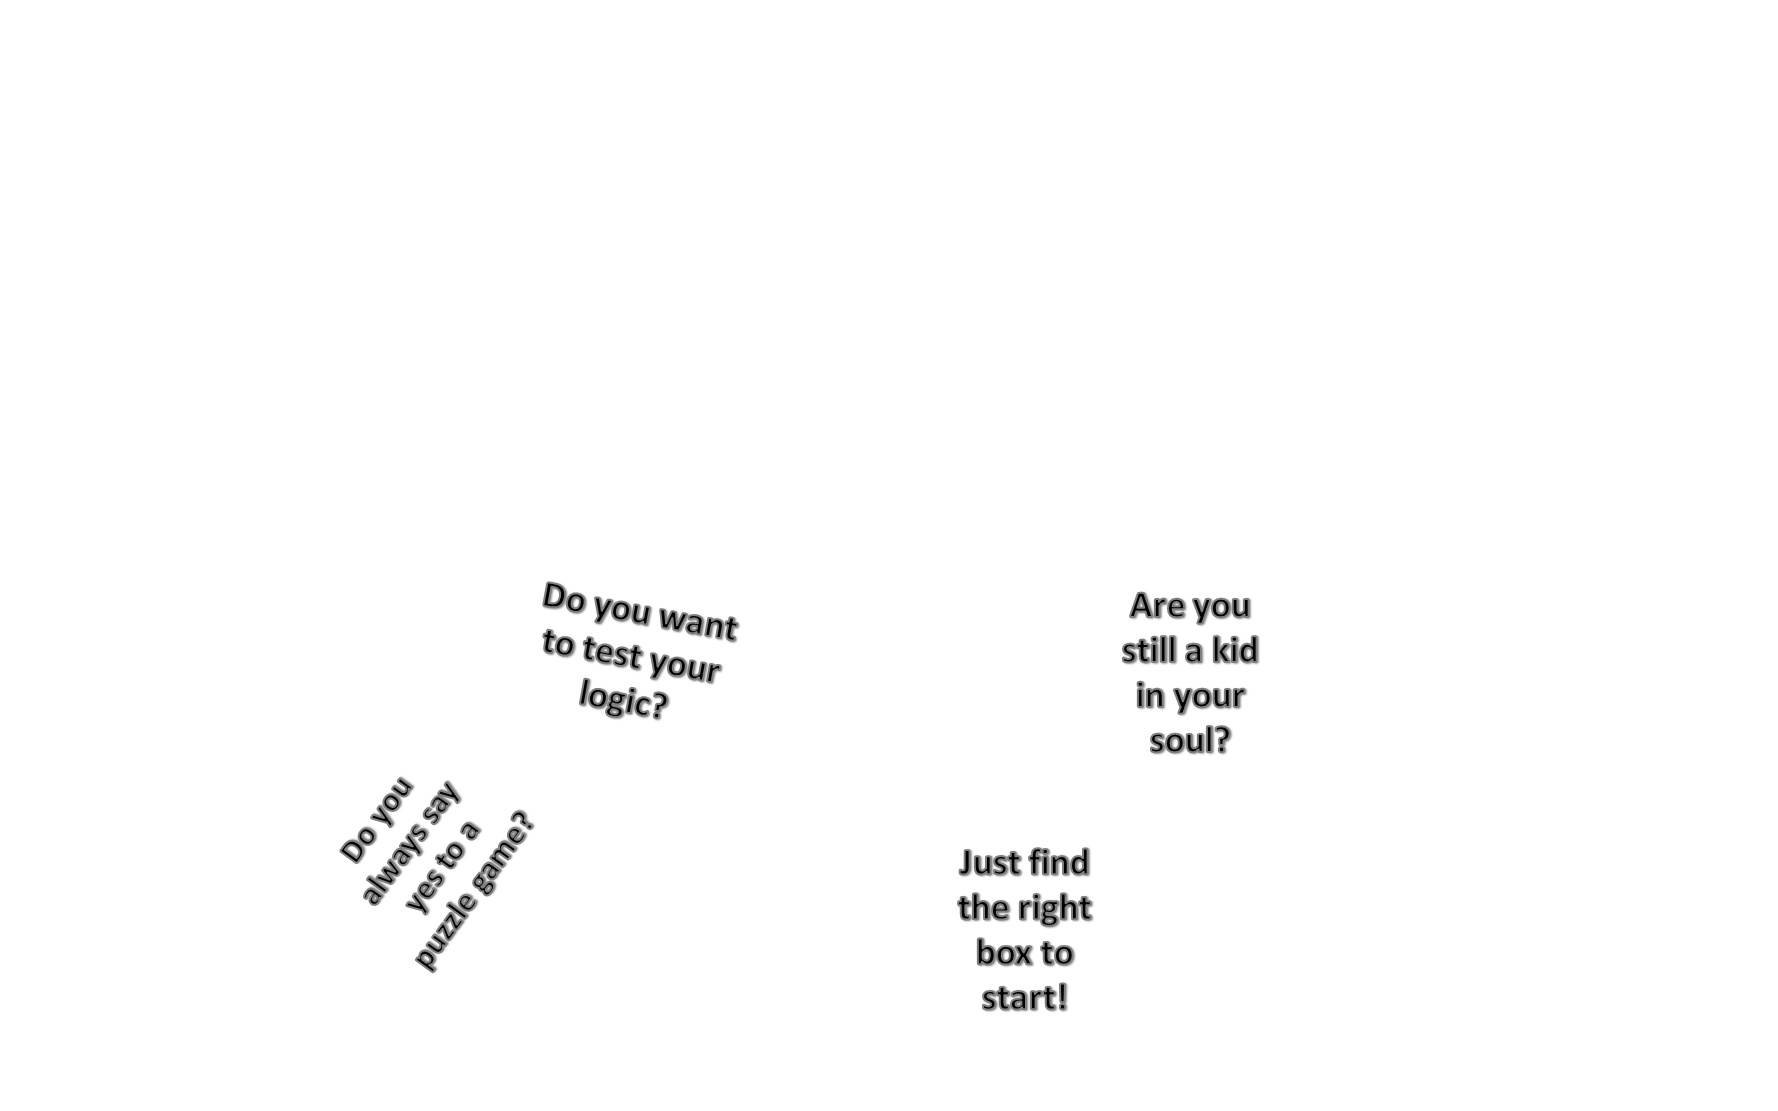 Do you want
to test your
logic?
Are you
still a kid
in your
soul?
Do you
always say
yes to a
puzzle game?
Just find
the right
box to
start!